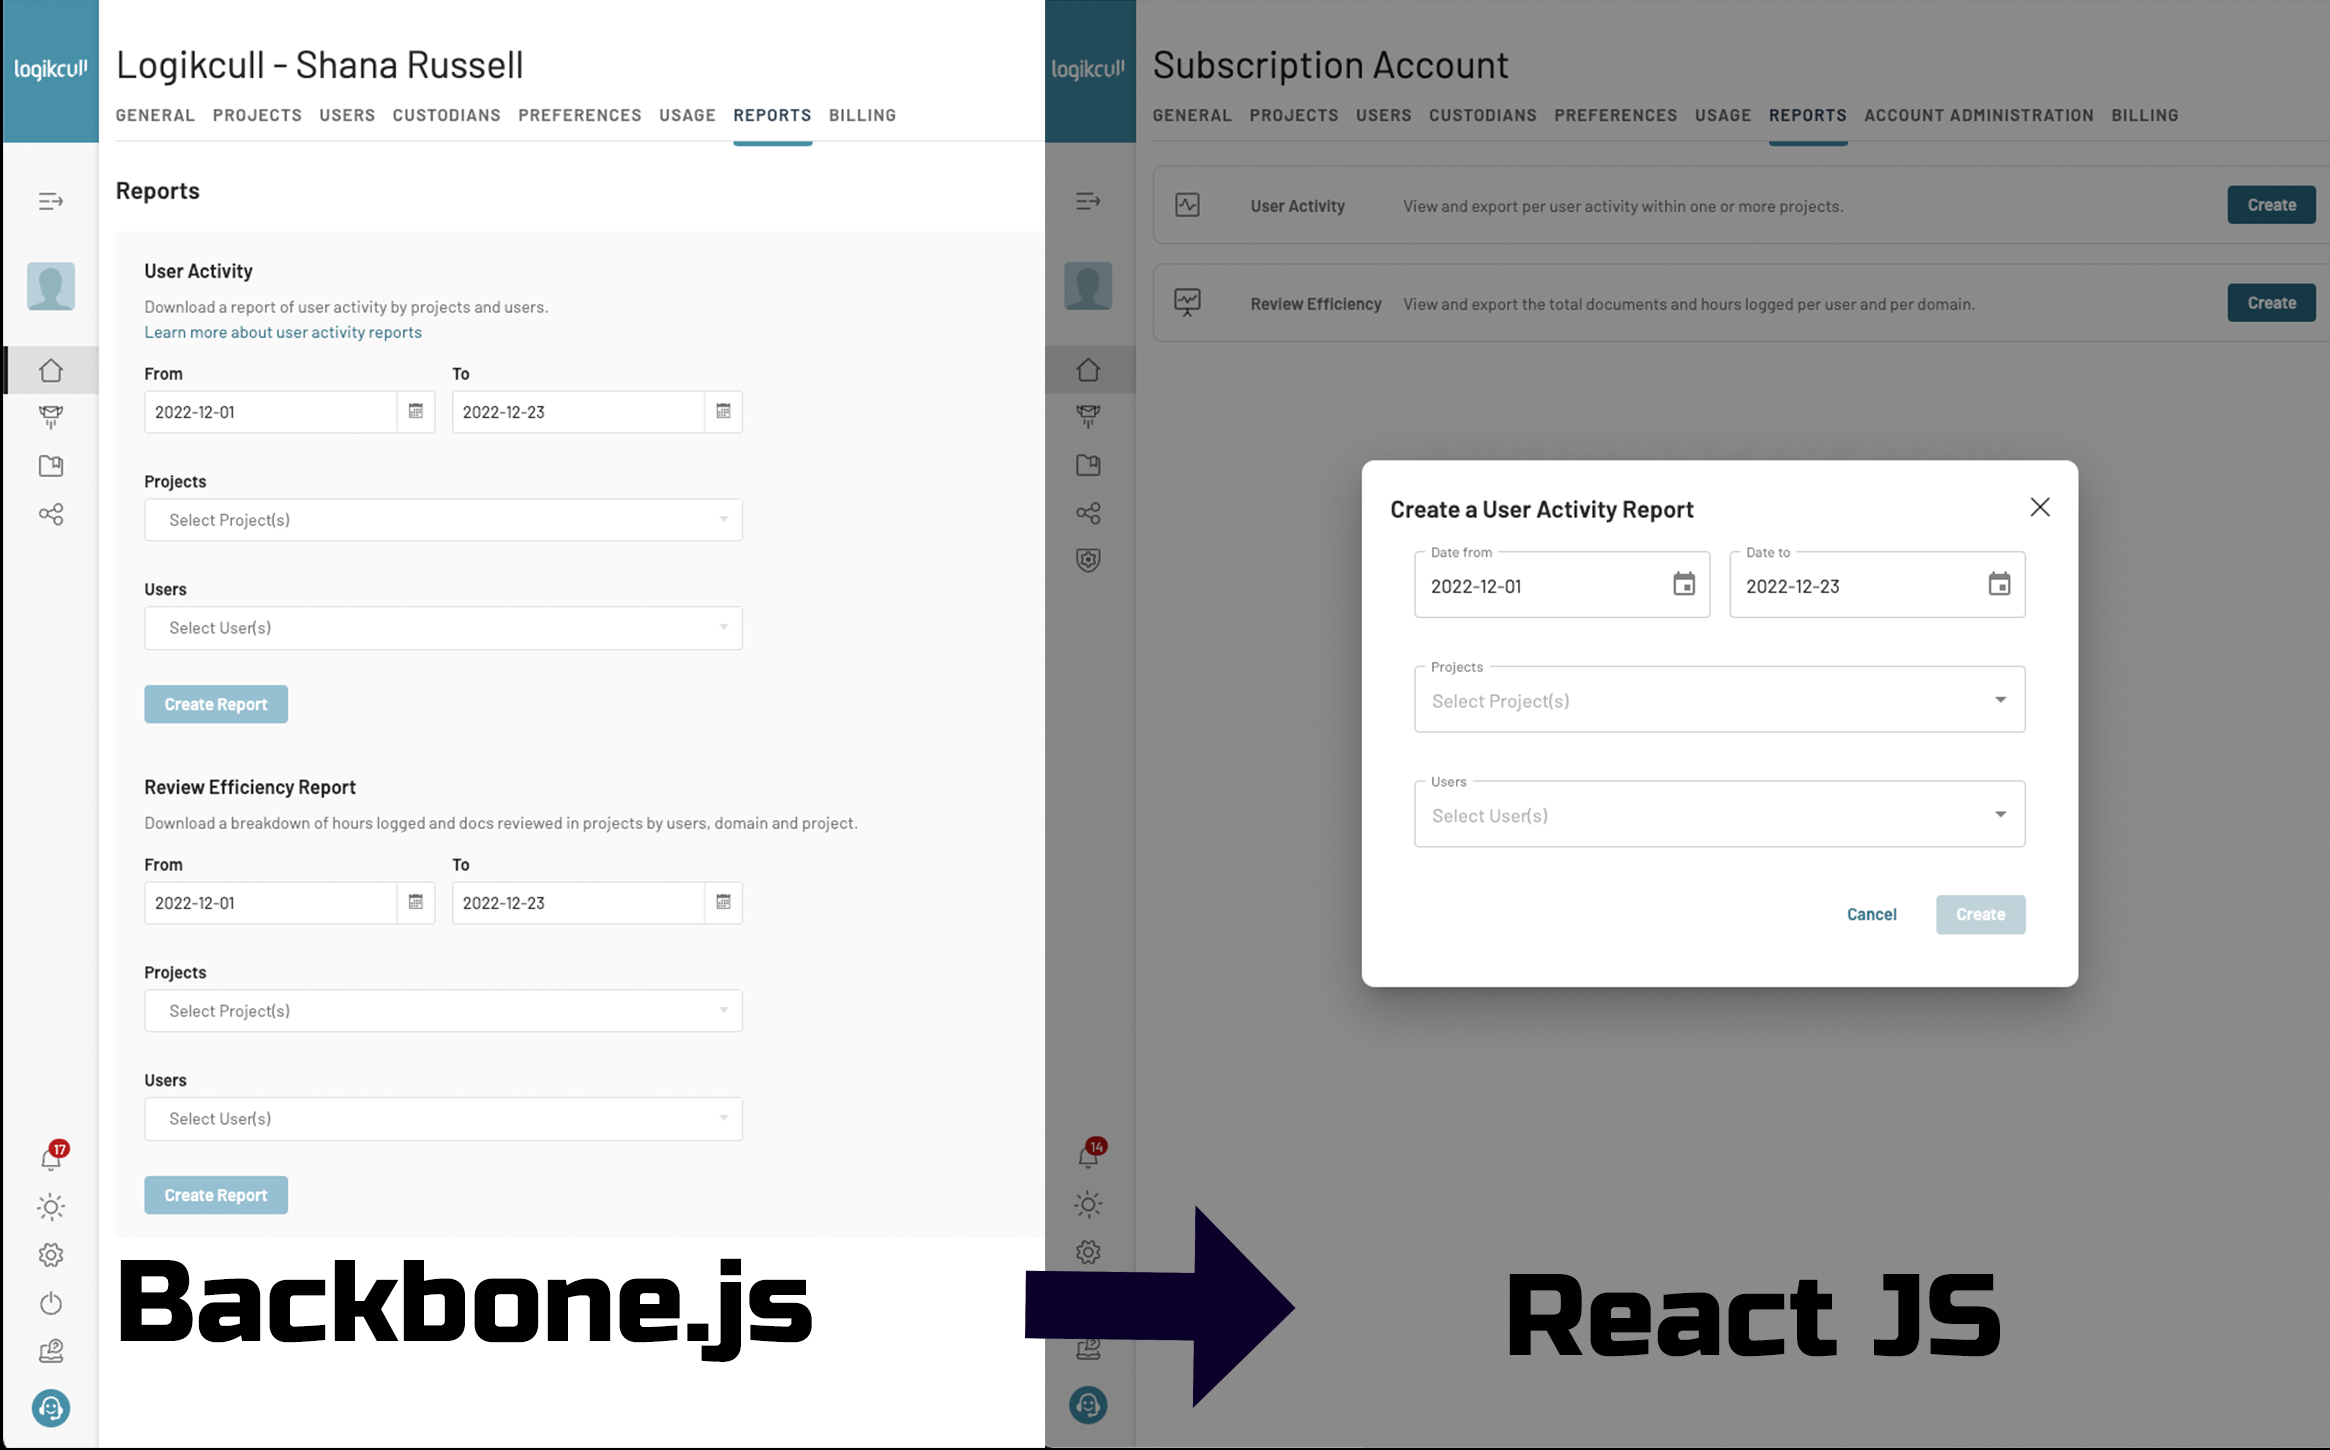 logikcull
Logikcull - Shana Russell
GENERAL PROJECTS USERS CUSTODIANS PREFERENCES USAGE REPORTS BILLING
Reports
User Activity
Download a report of user activity by projects and users.
Learn more about user activity reports
From To
2022-12-01 2022-12-23
Projects
Select Project(s)
Users
Select User(s)
Create Report
Review Efficiency Report
Download a breakdown of hours logged and docs reviewed in projects by users, domain and project.
From To
2022-12-01 2022-12-23
Projects
Select Project(s)
Users
Select User(s)
Create Report
17
Backbone.js
logikcull
Subscription Account
GENERAL PROJECTS USERS CUSTODIANS PREFERENCES USAGE REPORTS ACCOUNT ADMINISTRATION BILLING
User Activity View and export per user activity within one or more projects. Create
Review Efficiency View and export the total documents and hours logged per user and per domain. Create
Create a User Activity Report
Date from Date to
2022-12-01 2022-12-23
Projects
Select Project(s)
Users
Select User(s)
Cancel Create
14
React JS